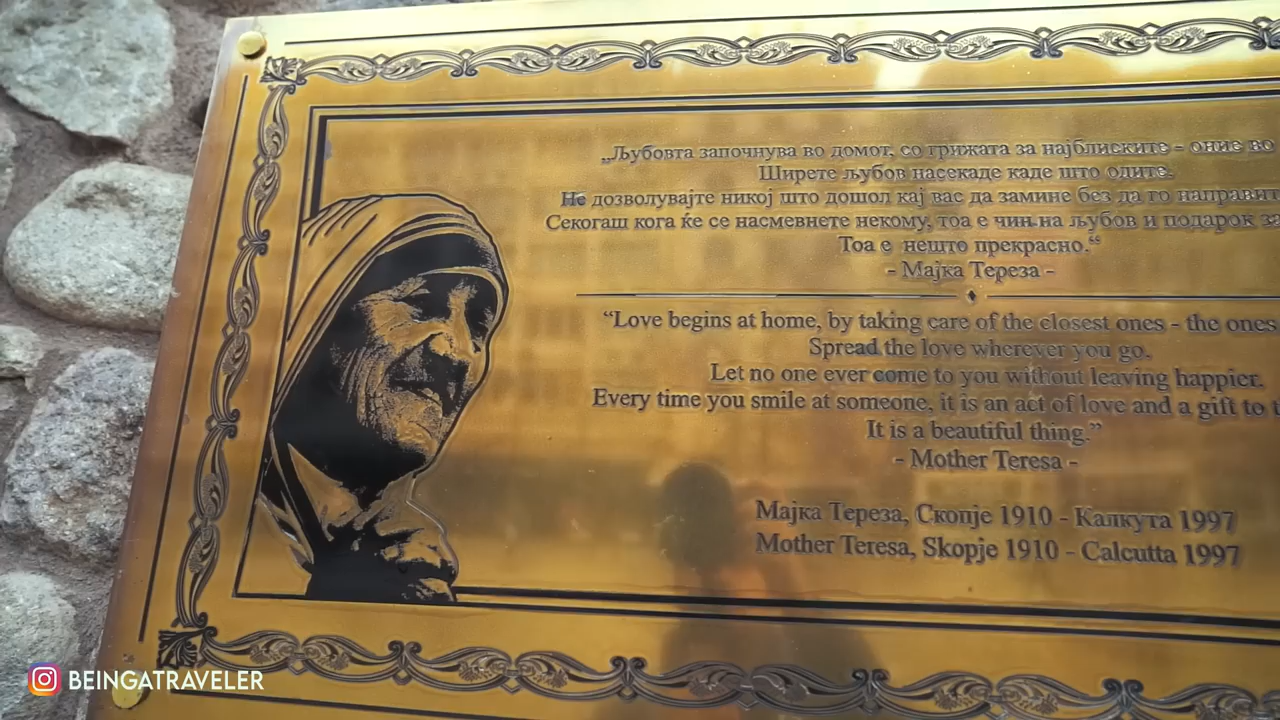 „Љубовта започнува во домот, со грижата за најблиските - оние во
Ширете љубов насекаде каде што одите.
Не дозволувајте никој што дошол кај вас да замине без да го направит
Секогаш кога ќе се насмевнете некому, тоа е чин на љубов и подарок за
Тоа е нешто прекрасно.“
- Мајка Тереза -
“Love begins at home, by taking care of the closest ones - the ones
Spread the love wherever you go.
Let no one ever come to you without leaving happier.
Every time you smile at someone, it is an act of love and a gift to t
It is a beautiful thing.”
- Mother Teresa -
Мајка Тереза, Скопје 1910 - Калкута 1997
Mother Teresa, Skopje 1910 - Calcutta 1997
BEINGATRAVELER